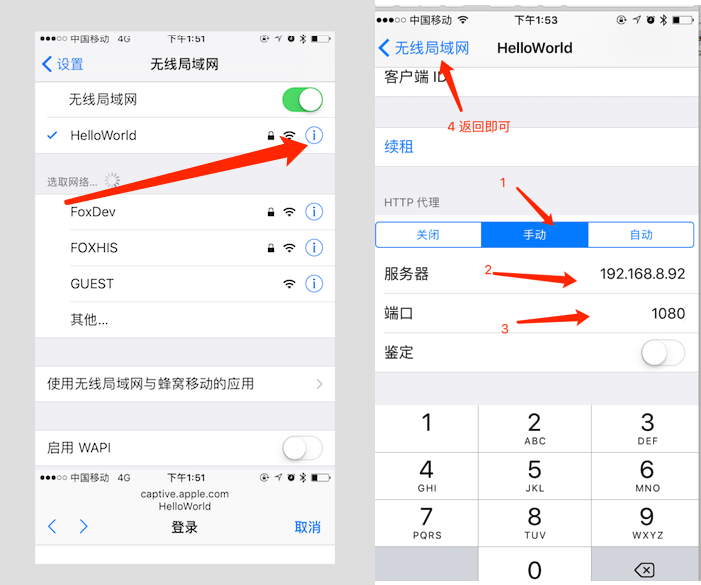 中国移动 4G 下午1:51
设置 无线局域网
无线局域网
HelloWorld
选取网络...
FoxDev
FOXHIS
GUEST
其他...
使用无线局域网与蜂窝移动的应用
启用 WAPI
中国移动 4G 下午1:51
captive.apple.com
HelloWorld
登录 取消
中国移动 下午1:53
无线局域网 HelloWorld
客户端 ID
4 返回即可
续租
1
HTTP 代理
关闭 手动 自动
服务器 2 192.168.8.92
端口 1080
3
鉴定
1 2 3
ABC DEF
4 5 6
GHI JKL MNO
7 8 9
PQRS TUV WXYZ
0